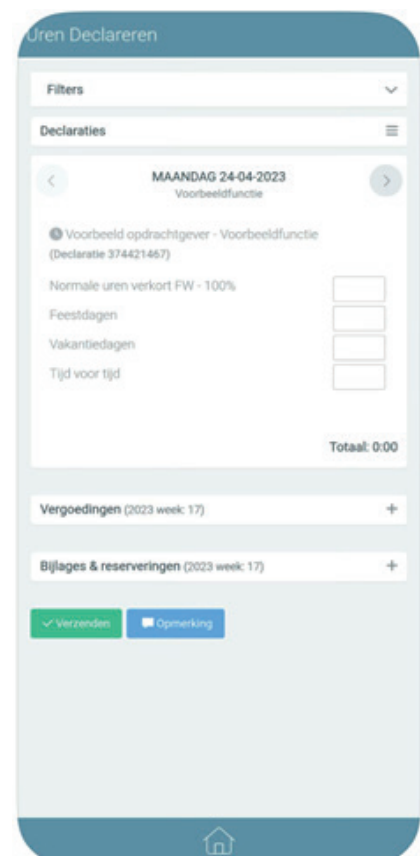 Uren Declareren
Filters
Declaraties
MAANDAG 24-04-2023
Voorbeeldfunctie
Voorbeeld opdrachtgever - Voorbeeldfunctie
(Declaratie 374421467)
Normale uren verkort FW - 100%
Feestdagen
Vakantiedagen
Tijd voor tijd
Totaal: 0:00
Vergoedingen (2023 week: 17)
Bijlages & reserveringen (2023 week: 17)
Verzenden Opmerking